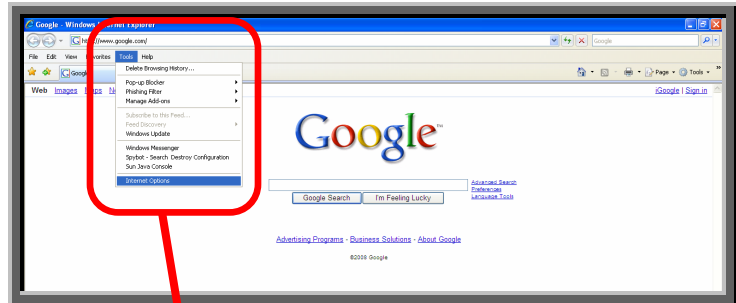 Google - Windows Internet Explorer
http://www.google.com/
Google
File Edit View Favorites Tools Help
Google
Page Tools
Delete Browsing History...
Pop-up Blocker
Phishing Filter
Manage Add-ons
Subscribe to this Feed...
Feed Discovery
Windows Update
Windows Messenger
Spybot - Search Destroy Configuration
Sun Java Console
Internet Options
Web Images Maps
iGoogle | Sign in
Google™
Advanced Search
Preferences
Language Tools
Google Search I'm Feeling Lucky
Advertising Programs - Business Solutions - About Google
©2008 Google